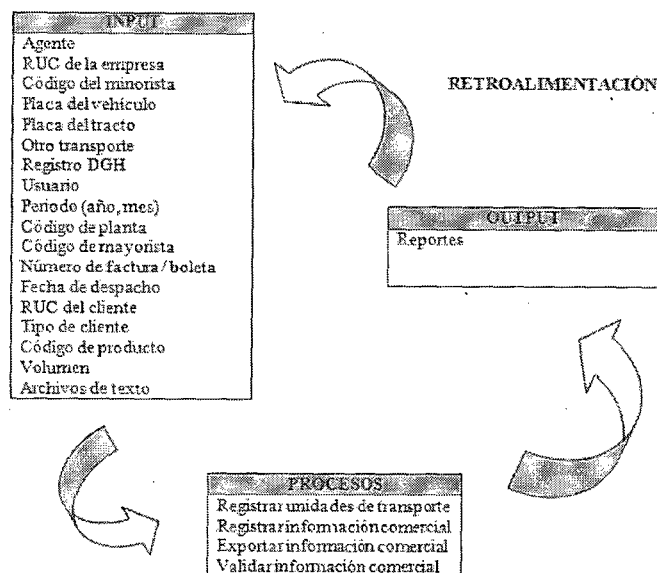 INPUT
Agente
RUC de la empresa
Código del minorista
Placa del vehículo
Placa del tracto
Otro transporte
Registro DGH
Usuario
Periodo (año, mes)
Código de planta
Código de mayorista
Número de factura/boleta
Fecha de despacho
RUC del cliente
Tipo de cliente
Código de producto
Volumen
Archivos de texto
RETROALIMENTACIÓN
OUTPUT
Reportes
PROCESOS
Registrar unidades de transporte
Registrar información comercial
Exportar información comercial
Validar información comercial